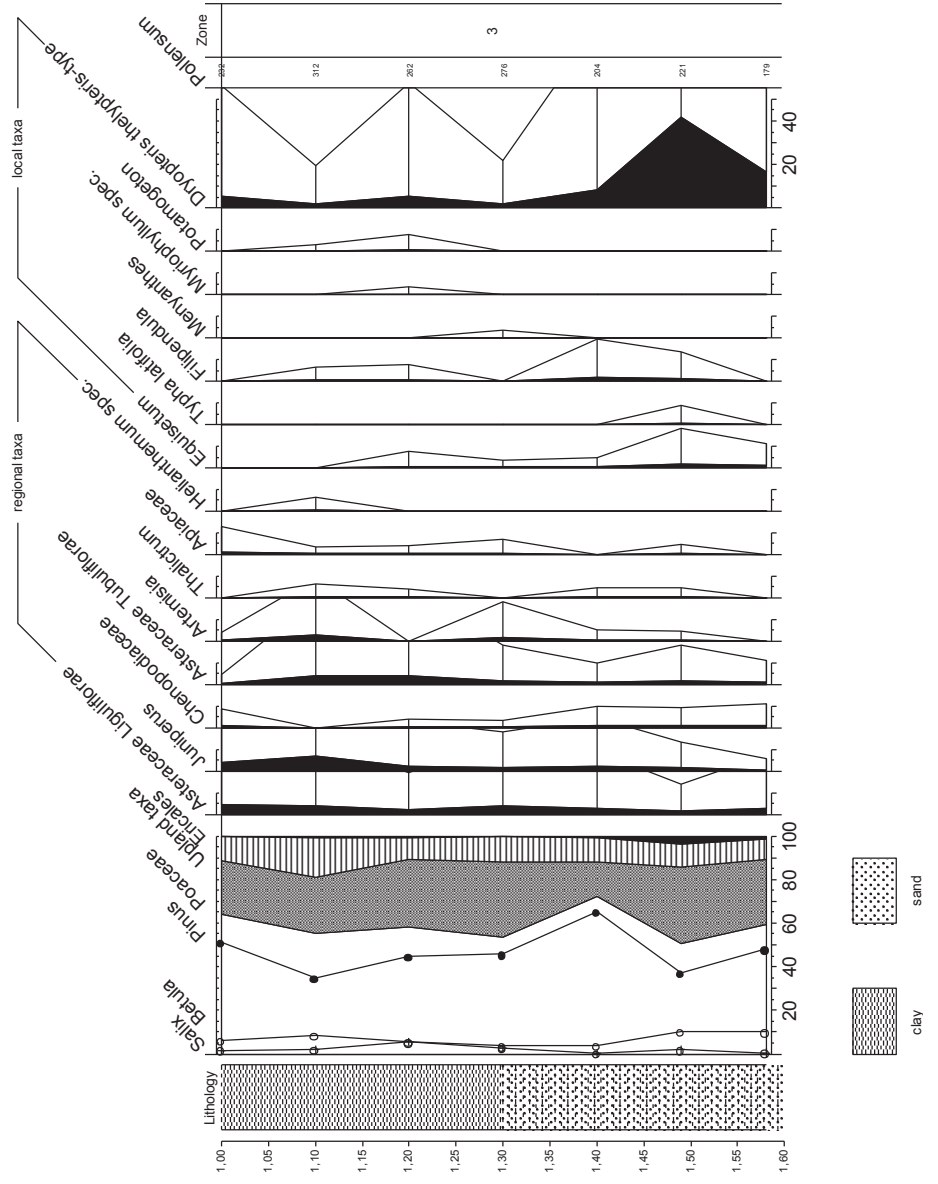 Lithology
Salix
Betula
Pinus
Poaceae
Upland taxa
Ericales
Asteraceae Liguliflorae
Juniperus
Chenopodiaceae
Asteraceae Tubuliflorae
Artemisia
Thalictrum
Apiaceae
Helianthemum spec.
Equisetum
Typha latifolia
Filipendula
Menyanthes
Myriophyllum spec.
Potamogeton
Dryopteris thelypteris-type
Pollensum
Zone
regional taxa
local taxa
1,00
1,05
1,10
1,15
1,20
1,25
1,30
1,35
1,40
1,45
1,50
1,55
1,60
232
312
262
276
204
221
179
3
20 40 60 80 100
20 40
clay
sand